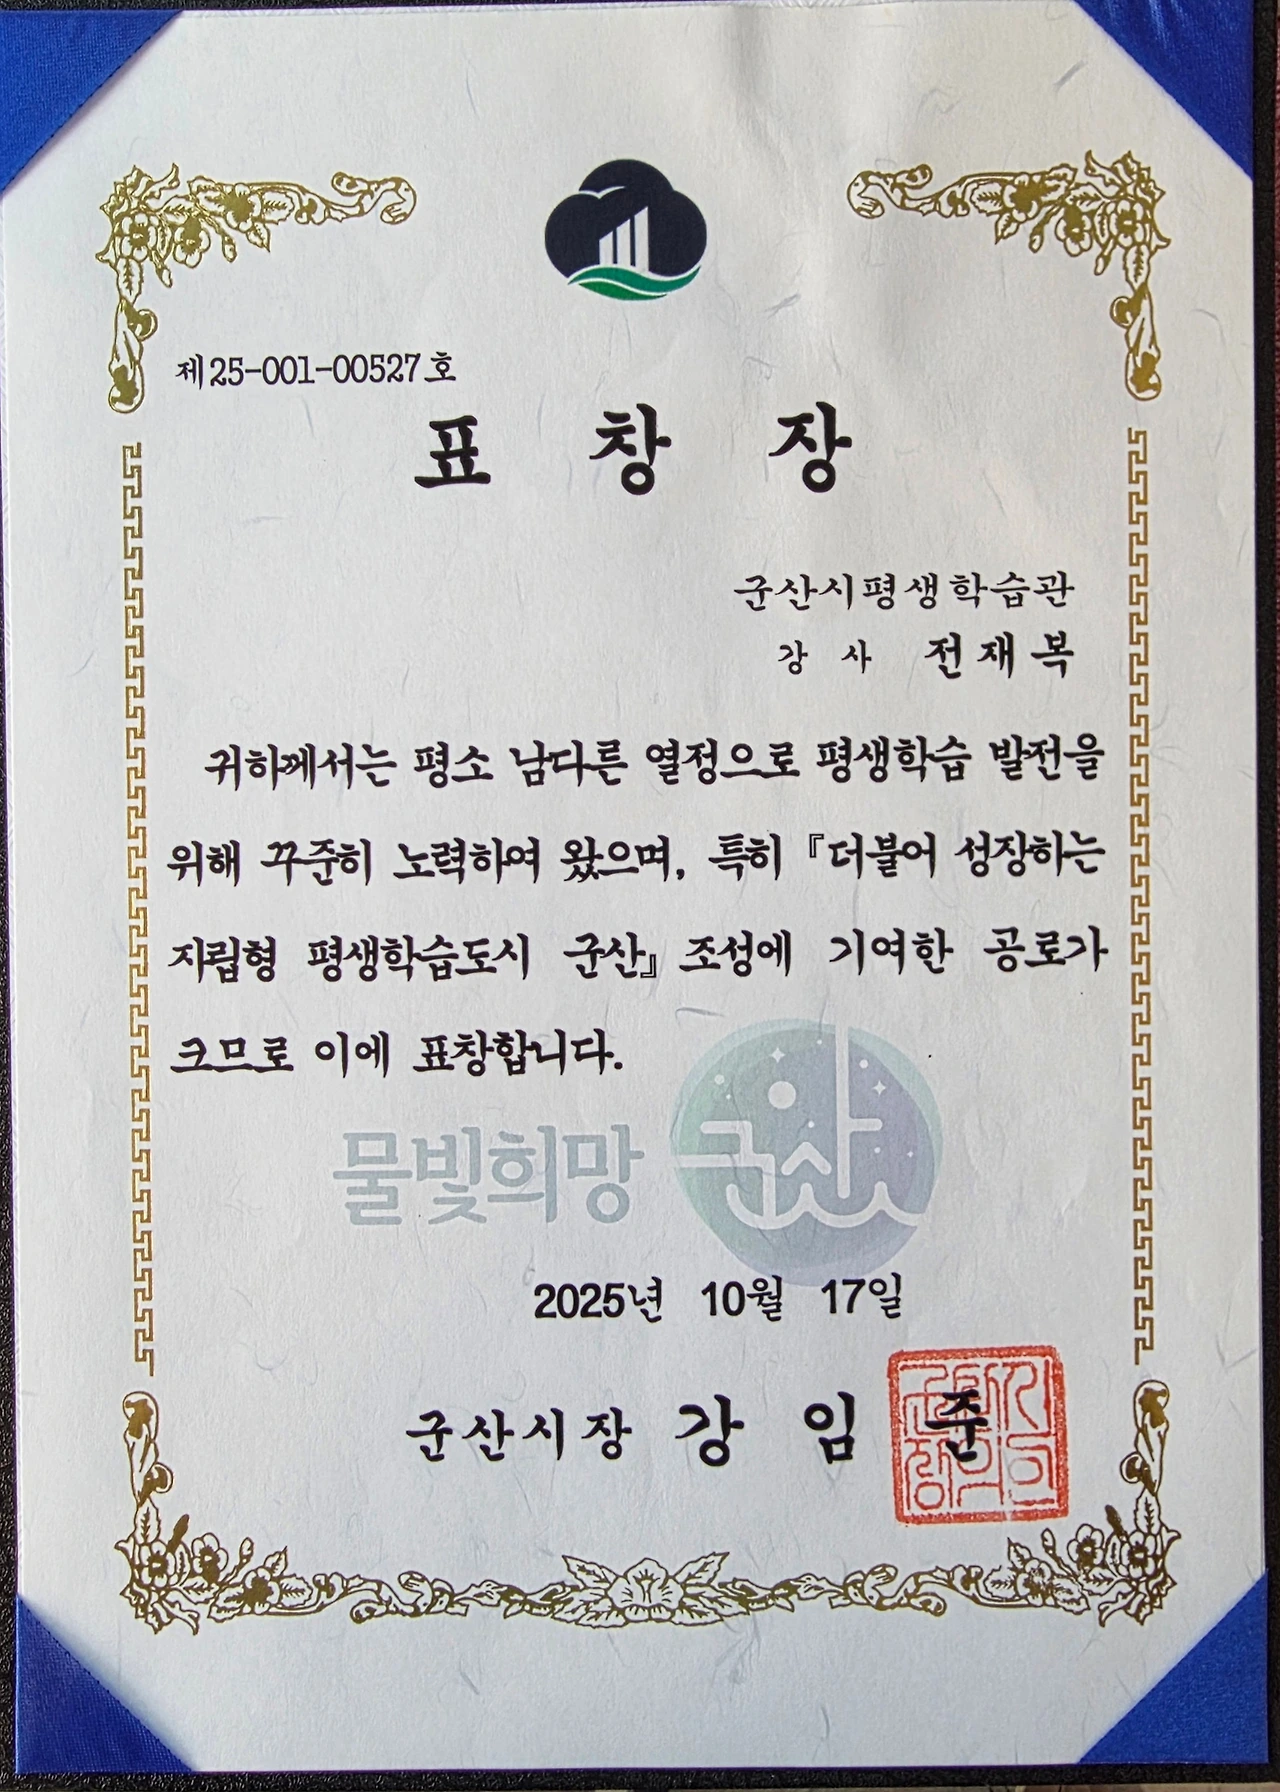 제25-001-00527호
표 창 장
군산시평생학습관
강 사 전재복
귀하께서는 평소 남다른 열정으로 평생학습 발전을
위해 꾸준히 노력하여 왔으며, 특히 『더불어 성장하는
자립형 평생학습도시 군산』 조성에 기여한 공로가
크므로 이에 표창합니다.
물빛희망 군산
2025년 10월 17일
군산시장 강 임 준